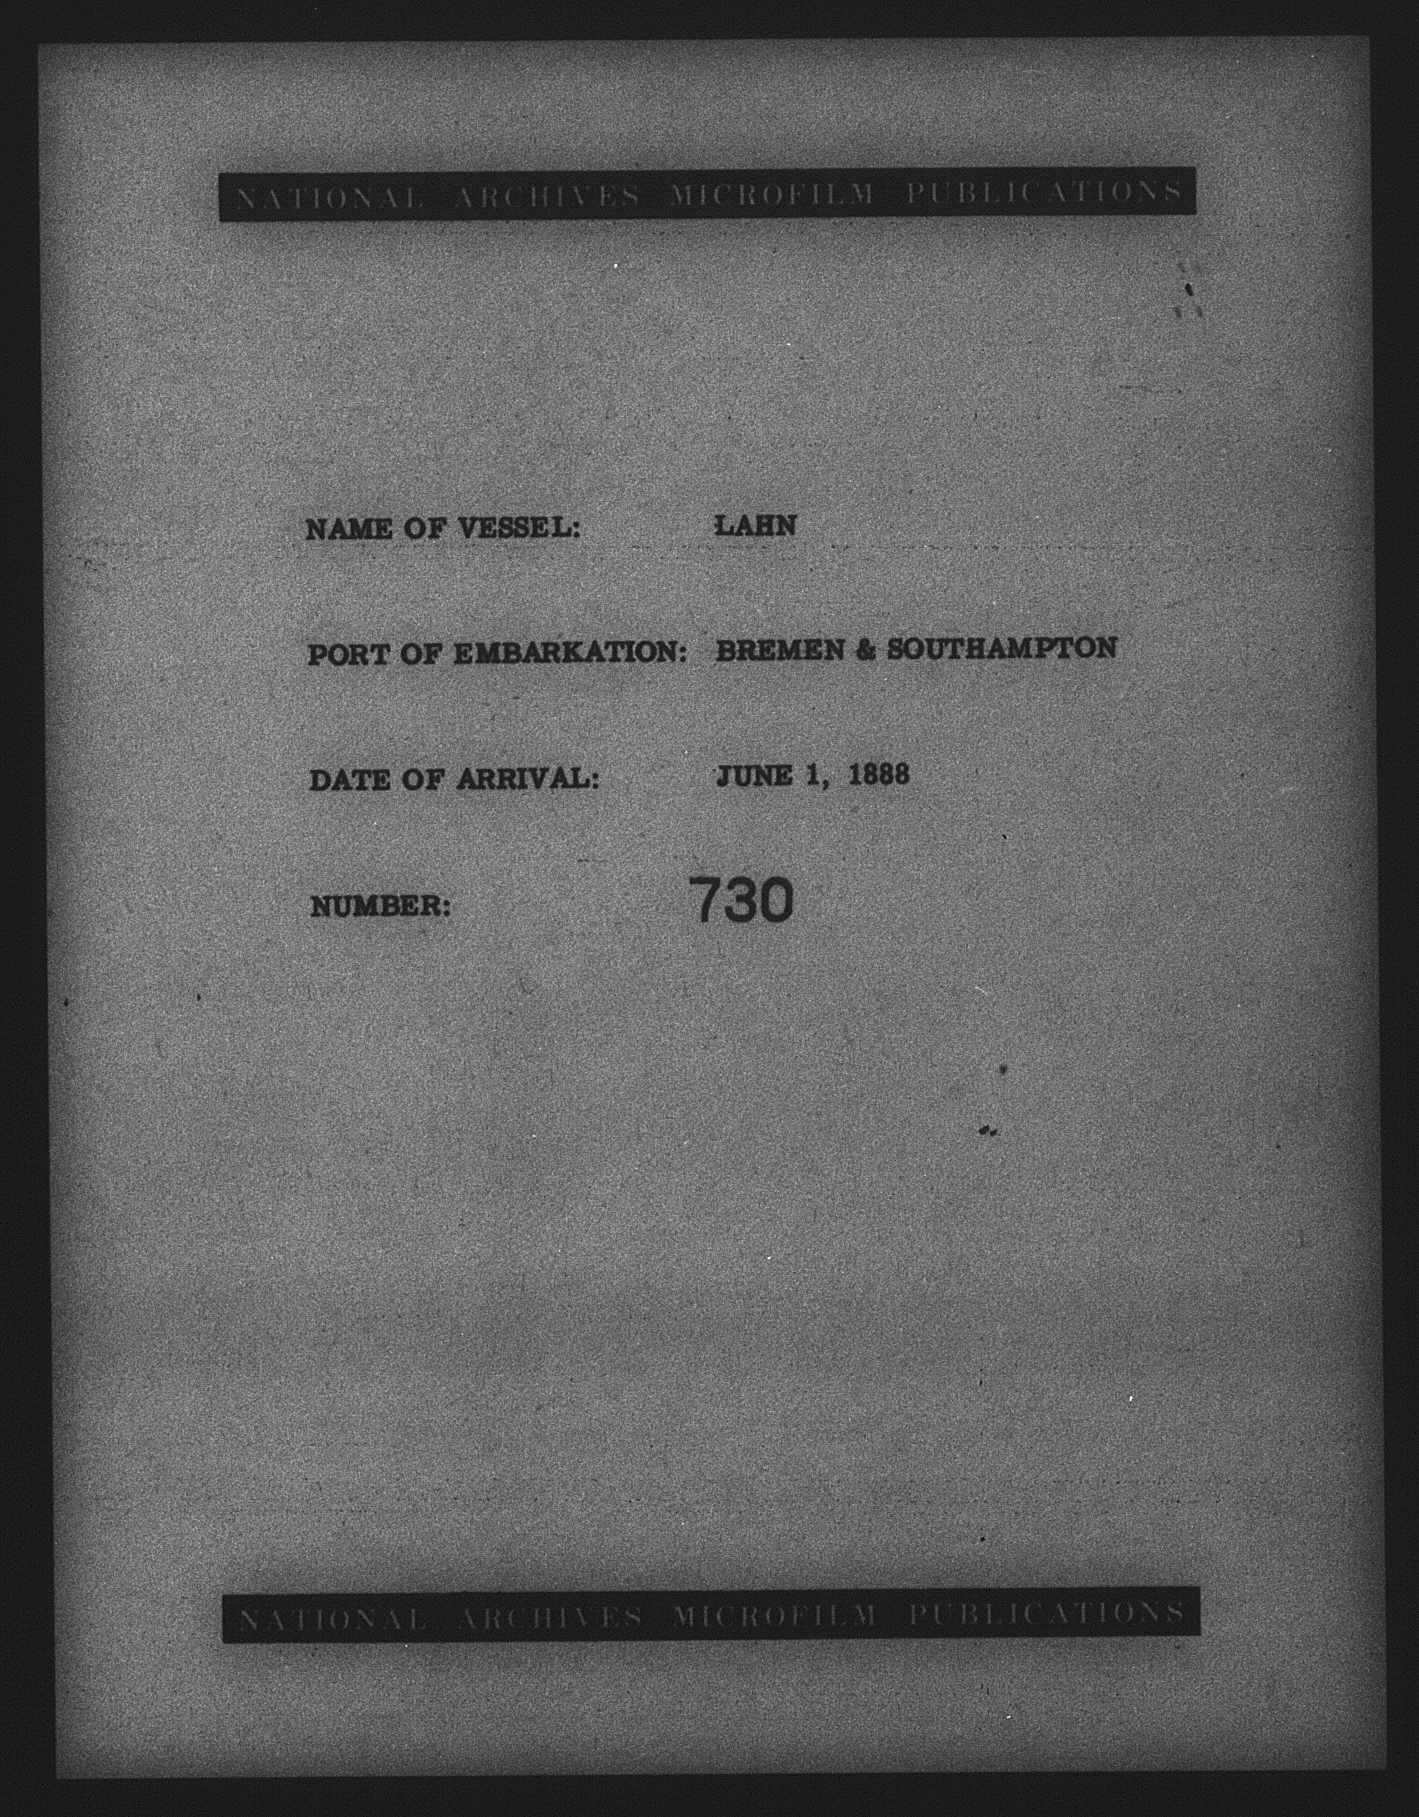 NATIONAL ARCHIVES MICROFILM PUBLICATIONS
NAME OF VESSEL: LAHN
PORT OF EMBARKATION: BREMEN & SOUTHAMPTON
DATE OF ARRIVAL: JUNE 1, 1888
NUMBER: 730
NATIONAL ARCHIVES MICROFILM PUBLICATIONS